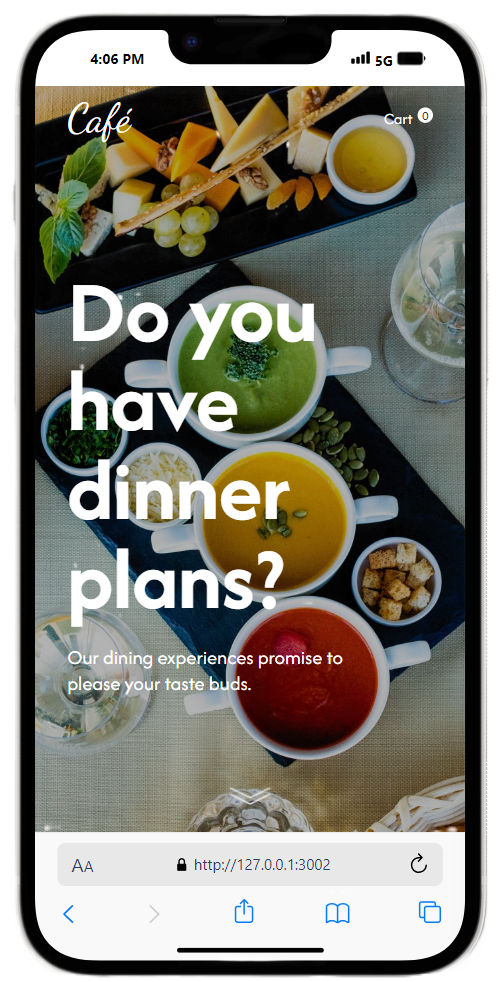 4:06 PM
5G
Café
Cart 0
Do you
have
dinner
plans?
Our dining experiences promise to
please your taste buds.
AA
http://127.0.0.1:3002